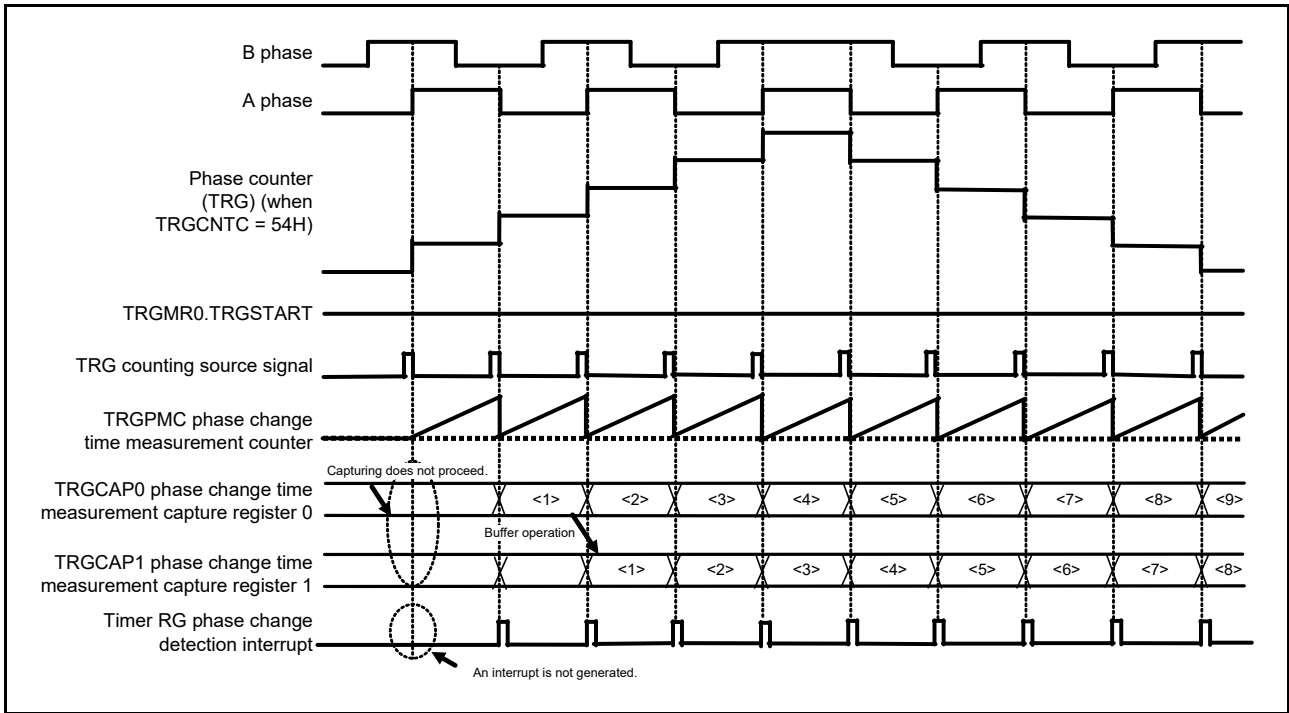 B phase
A phase
Phase counter
(TRG) (when
TRGCNTC = 54H)
TRGMR0.TRGSTART
TRG counting source signal
TRGPMC phase change
time measurement counter
Capturing does not proceed.
TRGCAP0 phase change time
measurement capture register 0
<1> <2> <3> <4> <5> <6> <7> <8> <9>
Buffer operation
TRGCAP1 phase change time
measurement capture register 1
<1> <2> <3> <4> <5> <6> <7> <8>
Timer RG phase change
detection interrupt
An interrupt is not generated.